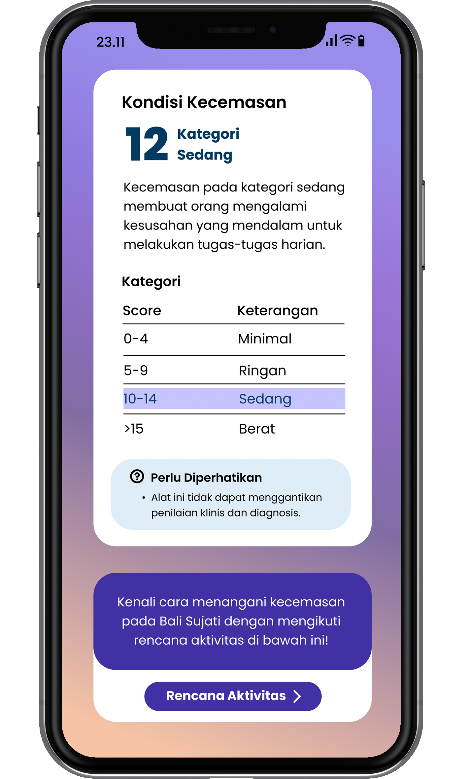 23.11
Kondisi Kecemasan
12 Kategori
Sedang
Kecemasan pada kategori sedang
membuat orang mengalami
kesusahan yang mendalam untuk
melakukan tugas-tugas harian.
Kategori
Score Keterangan
0-4 Minimal
5-9 Ringan
10-14 Sedang
>15 Berat
Perlu Diperhatikan
• Alat ini tidak dapat menggantikan
penilaian klinis dan diagnosis.
Kenali cara menangani kecemasan
pada Bali Sujati dengan mengikuti
rencana aktivitas di bawah ini!
Rencana Aktivitas